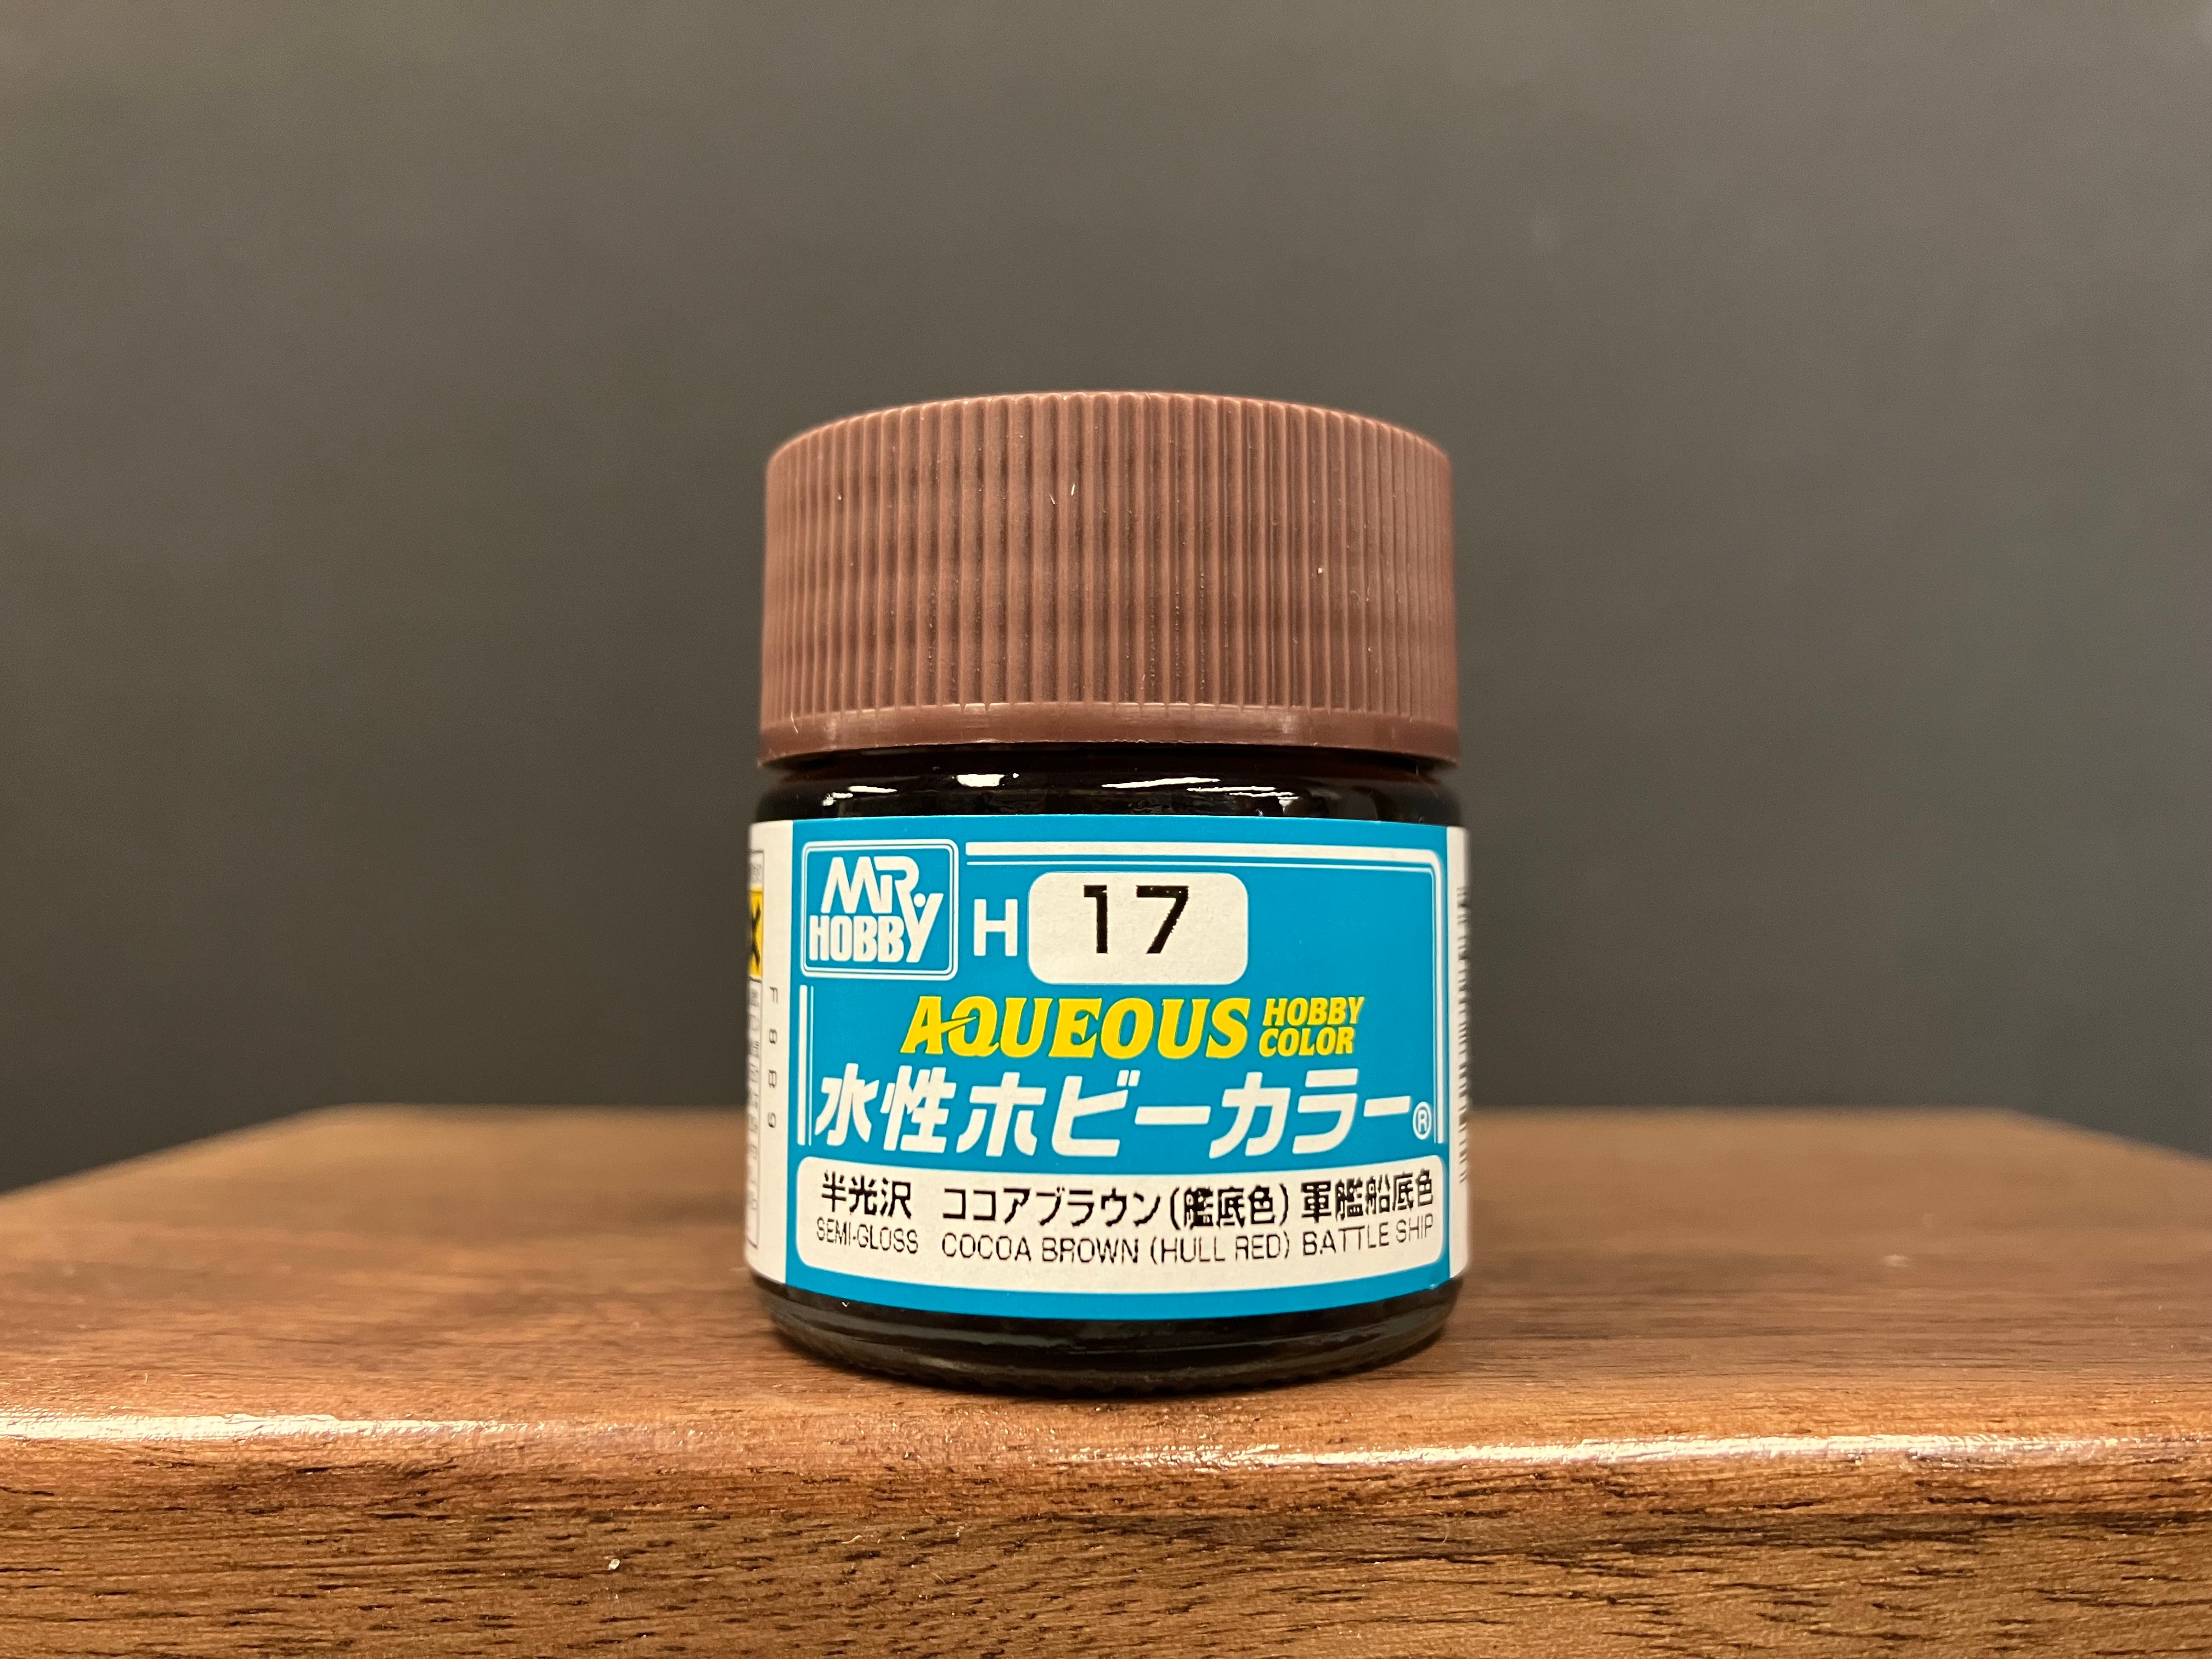 MR. HOBBY
H 17
AQUEOUS HOBBY COLOR
水性ホビーカラー®
半光沢 ココアブラウン(艦底色) 軍艦船底色
SEMI-GLOSS COCOA BROWN (HULL RED) BATTLE SHIP